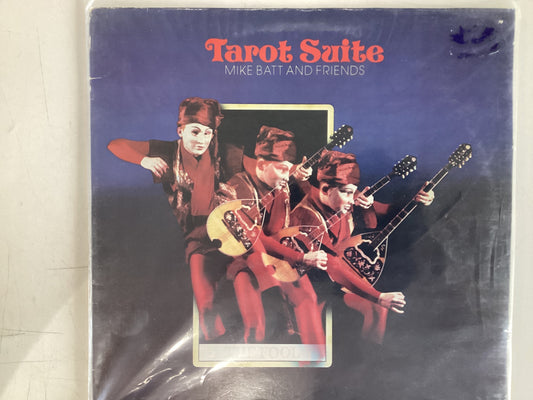 Tarot Suite
MIKE BATT AND FRIENDS